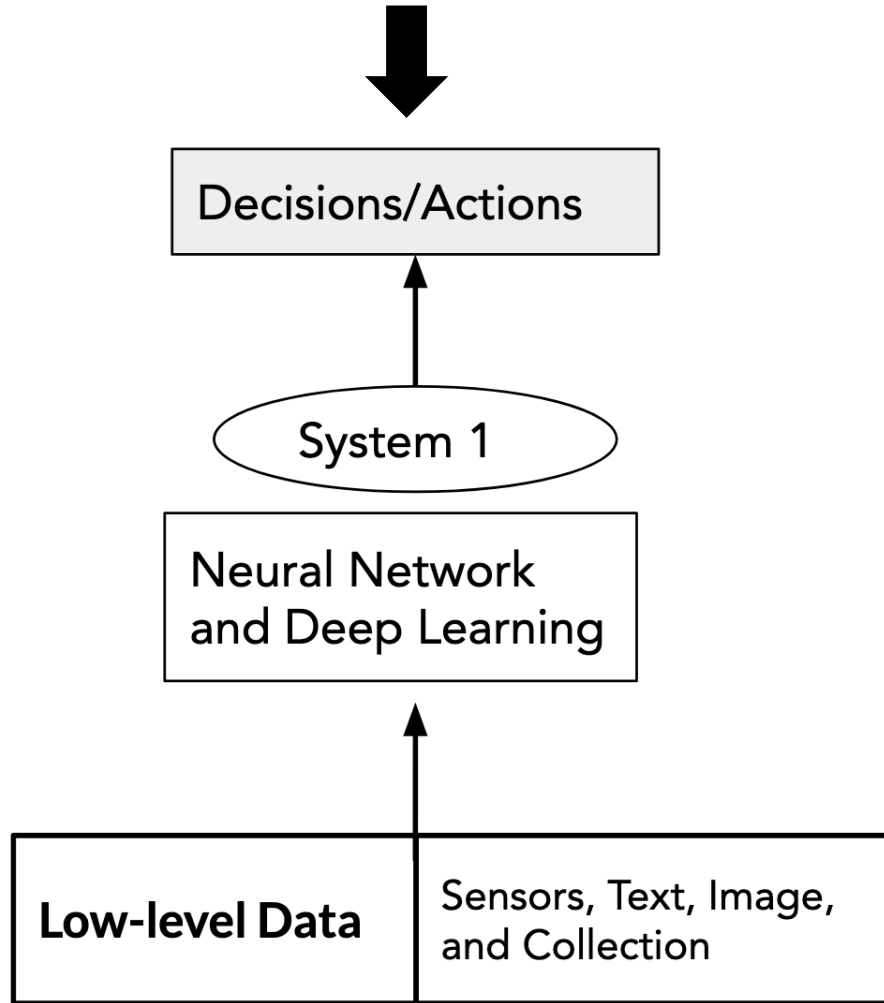 Decisions/Actions
System 1
Neural Network
and Deep Learning
Low-level Data
Sensors, Text, Image,
and Collection